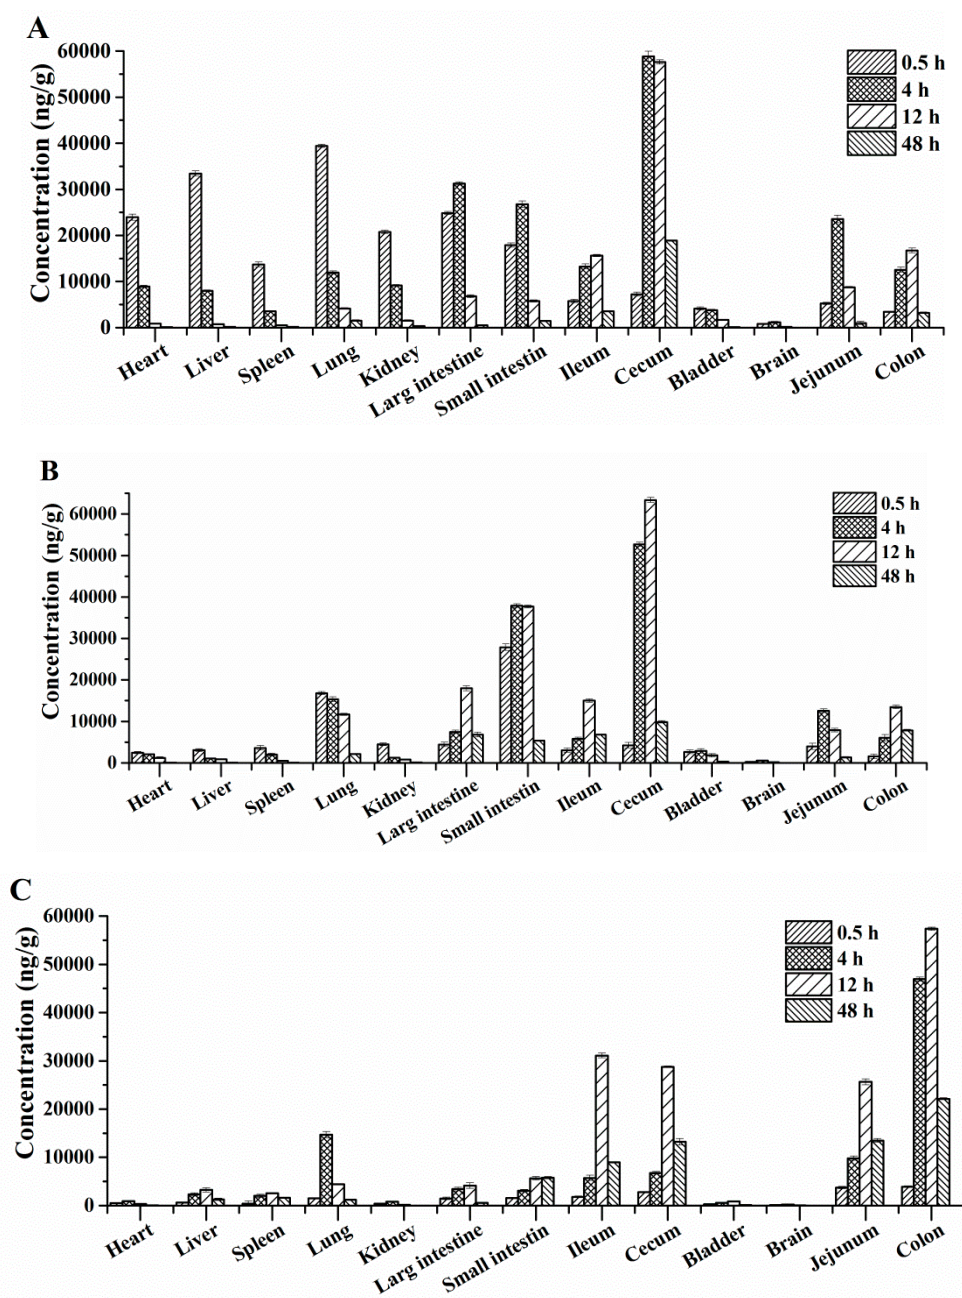 A
Concentration (ng/g)
60000
50000
40000
30000
20000
10000
0
0.5 h
4 h
12 h
48 h
Heart
Liver
Spleen
Lung
Kidney
Larg intestine
Small intestin
Ileum
Cecum
Bladder
Brain
Jejunum
Colon
B
Concentration (ng/g)
60000
50000
40000
30000
20000
10000
0
0.5 h
4 h
12 h
48 h
Heart
Liver
Spleen
Lung
Kidney
Larg intestine
Small intestin
Ileum
Cecum
Bladder
Brain
Jejunum
Colon
C
Concentration (ng/g)
60000
50000
40000
30000
20000
10000
0
0.5 h
4 h
12 h
48 h
Heart
Liver
Spleen
Lung
Kidney
Larg intestine
Small intestin
Ileum
Cecum
Bladder
Brain
Jejunum
Colon